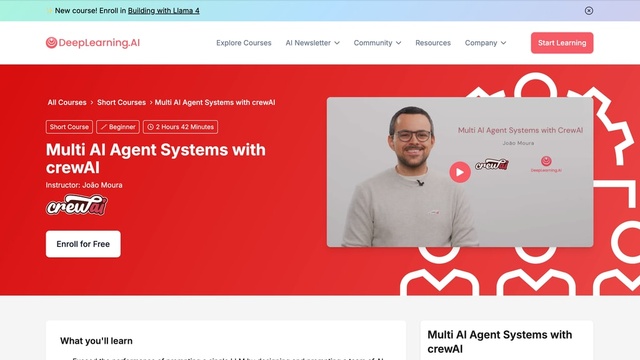 New course! Enroll in Building with Llama 4
DeepLearning.AI
Explore Courses
AI Newsletter
Community
Resources
Company
Start Learning
All Courses > Short Courses > Multi AI Agent Systems with crewAI
Short Course
Beginner
2 Hours 42 Minutes
Multi AI Agent Systems with
crewAI
Instructor: João Moura
crewai
Enroll for Free
Multi AI Agent Systems with CrewAI
João Moura
crewai
DeepLearning.AI
What you'll learn
Multi AI Agent Systems with
crewAI